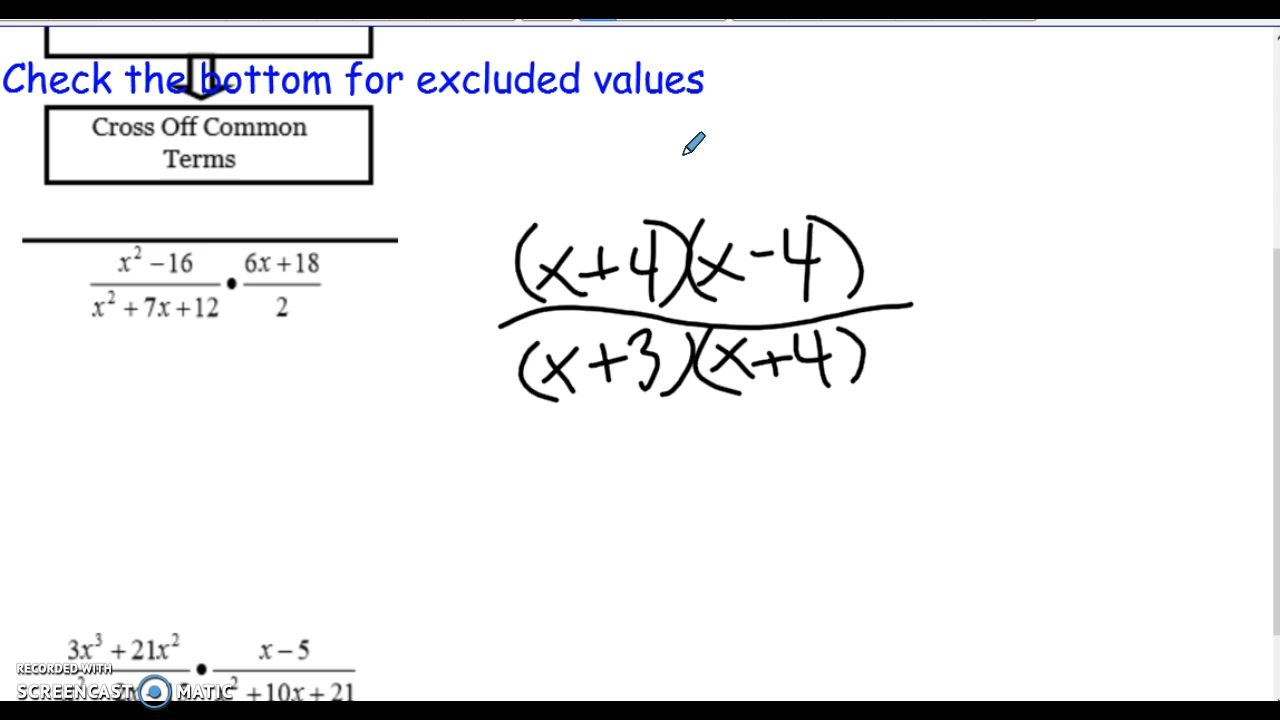 Check the bottom for excluded values
Cross Off Common
Terms
x² − 16 / x² + 7x + 12 • 6x + 18 / 2
(x+4)(x-4)
(x+3)(x+4)
3x³ + 21x² • x − 5
+10x + 21
RECORDED WITH
SCREENCAST MATIC